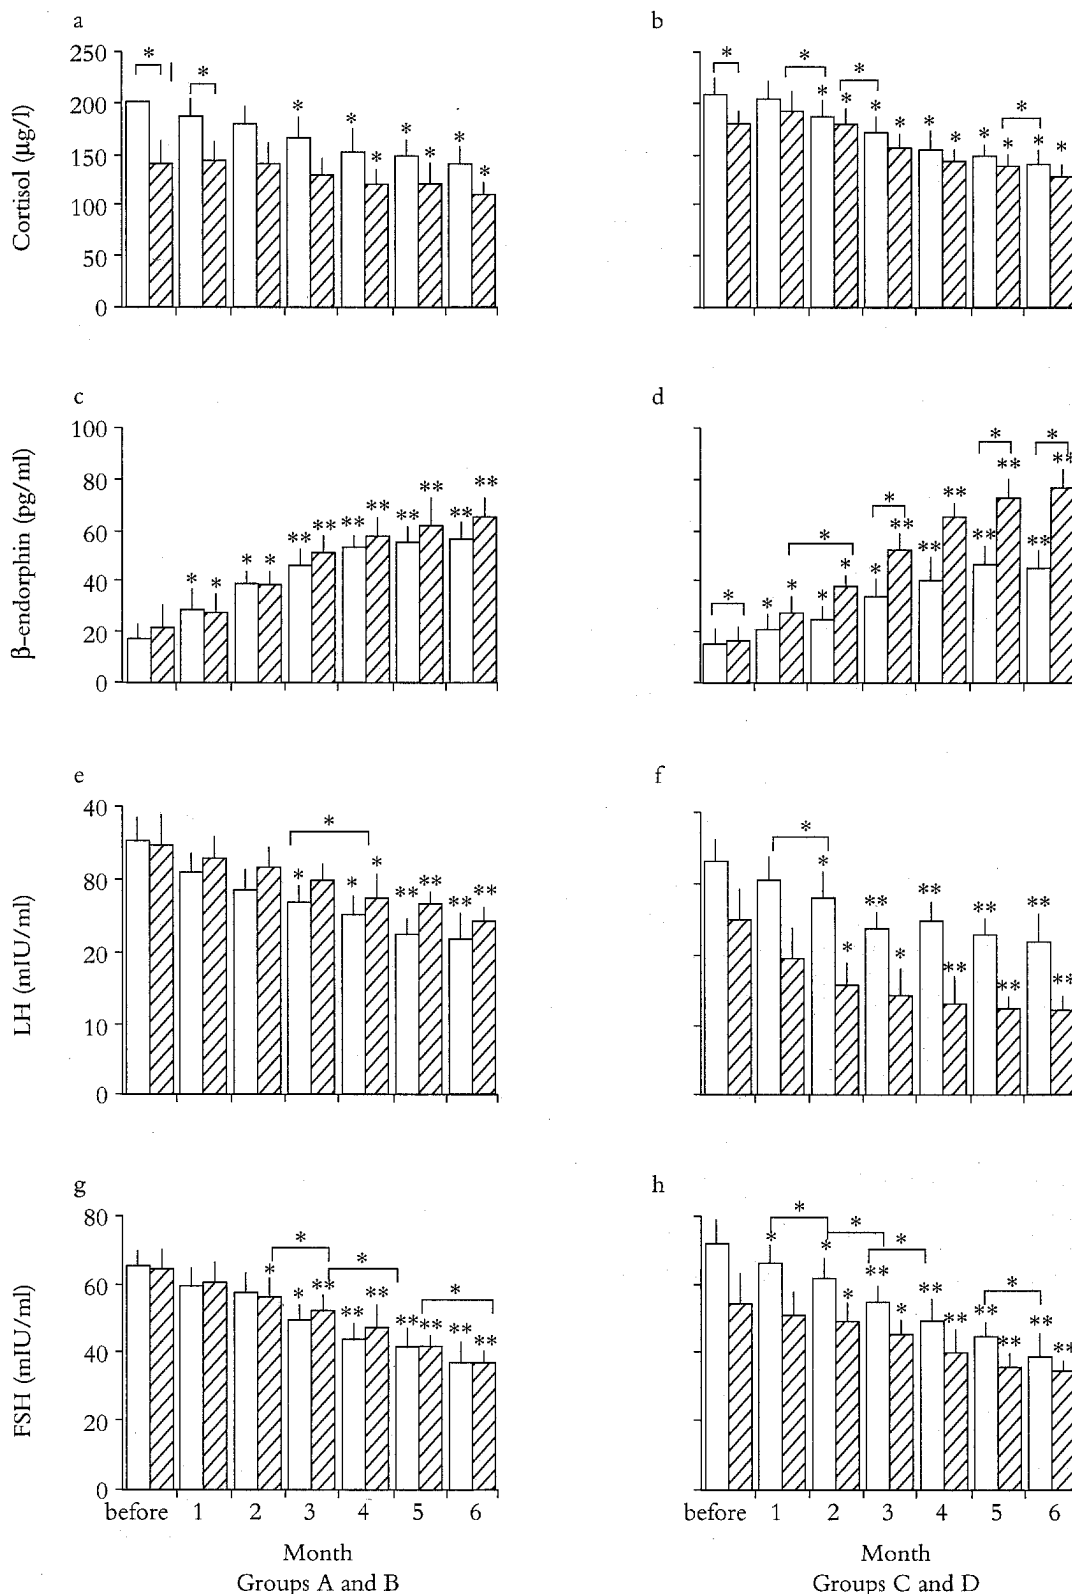 a
b
250
200
150
100
50
0
Cortisol (µg/l)
* * * * * * * * *
* * * * * * * * * * * * * *
c
d
100
80
60
40
20
0
β-endorphin (pg/ml)
* * * * ** ** ** ** ** ** ** **
* * * * * * * ** * ** ** ** ** * ** ** *
e
f
40
80
20
10
0
LH (mIU/ml)
* * * * ** ** ** **
* * * ** * ** ** ** ** ** **
g
h
80
60
40
20
0
FSH (mIU/ml)
* * * * ** ** ** ** ** ** ** *
* * * * * * ** * ** ** ** ** ** ** *
before 1 2 3 4 5 6
1 2 3 4 5 6
Month
Month
Groups A and B
Groups C and D